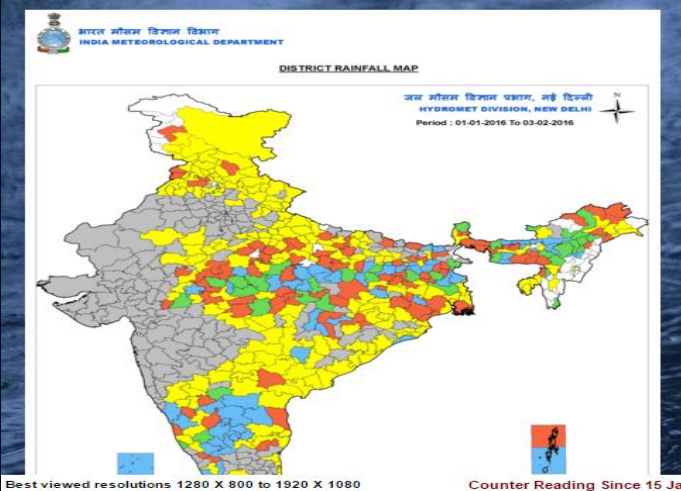 भारत मौसम विज्ञान विभाग
INDIA METEOROLOGICAL DEPARTMENT
DISTRICT RAINFALL MAP
जल मौसम विज्ञान प्रभाग, नई दिल्ली
N
HYDROMET DIVISION, NEW DELHI
Period : 01-01-2016 To 03-02-2016
Best viewed resolutions 1280 X 800 to 1920 X 1080
Counter Reading Since 15 Ja